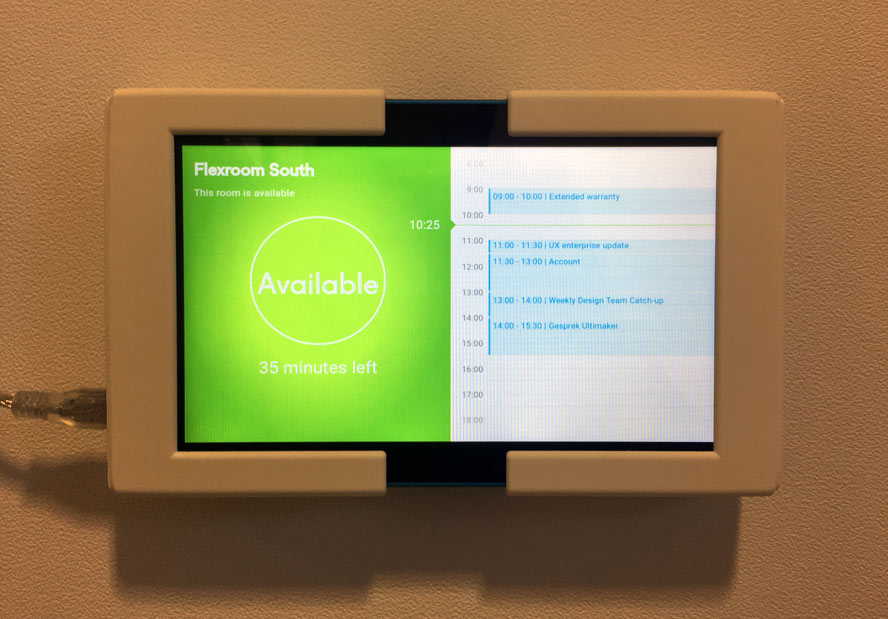 Flexroom South
This room is available
10:25
Available
35 minutes left
8:00
9:00
09:00 - 10:00 | Extended warranty
10:00
11:00
11:00 - 11:30 | UX enterprise update
11:30 - 13:00 | Account
12:00
13:00
13:00 - 14:00 | Weekly Design Team Catch-up
14:00
14:00 - 15:30 | Gesprek Ultimaker
15:00
16:00
17:00
18:00